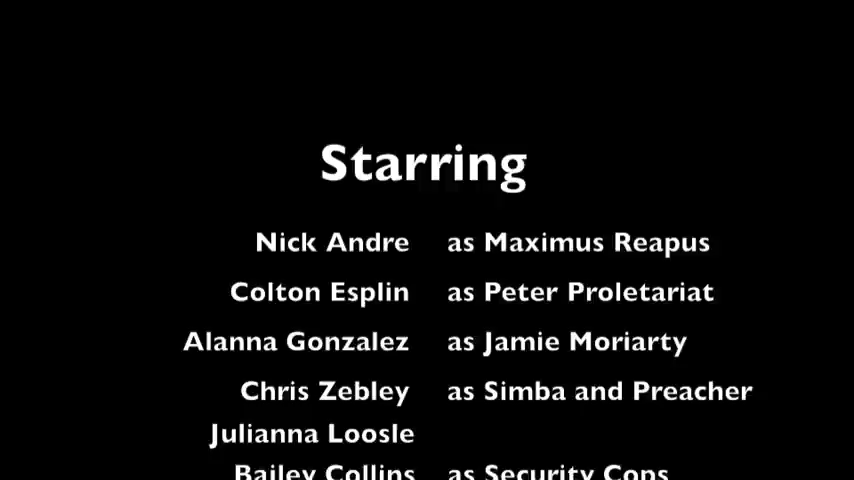 Starring
Nick Andre as Maximus Reapus
Colton Esplin as Peter Proletariat
Alanna Gonzalez as Jamie Moriarty
Chris Zebley as Simba and Preacher
Julianna Loosle
Bailey Collins as Security Cops